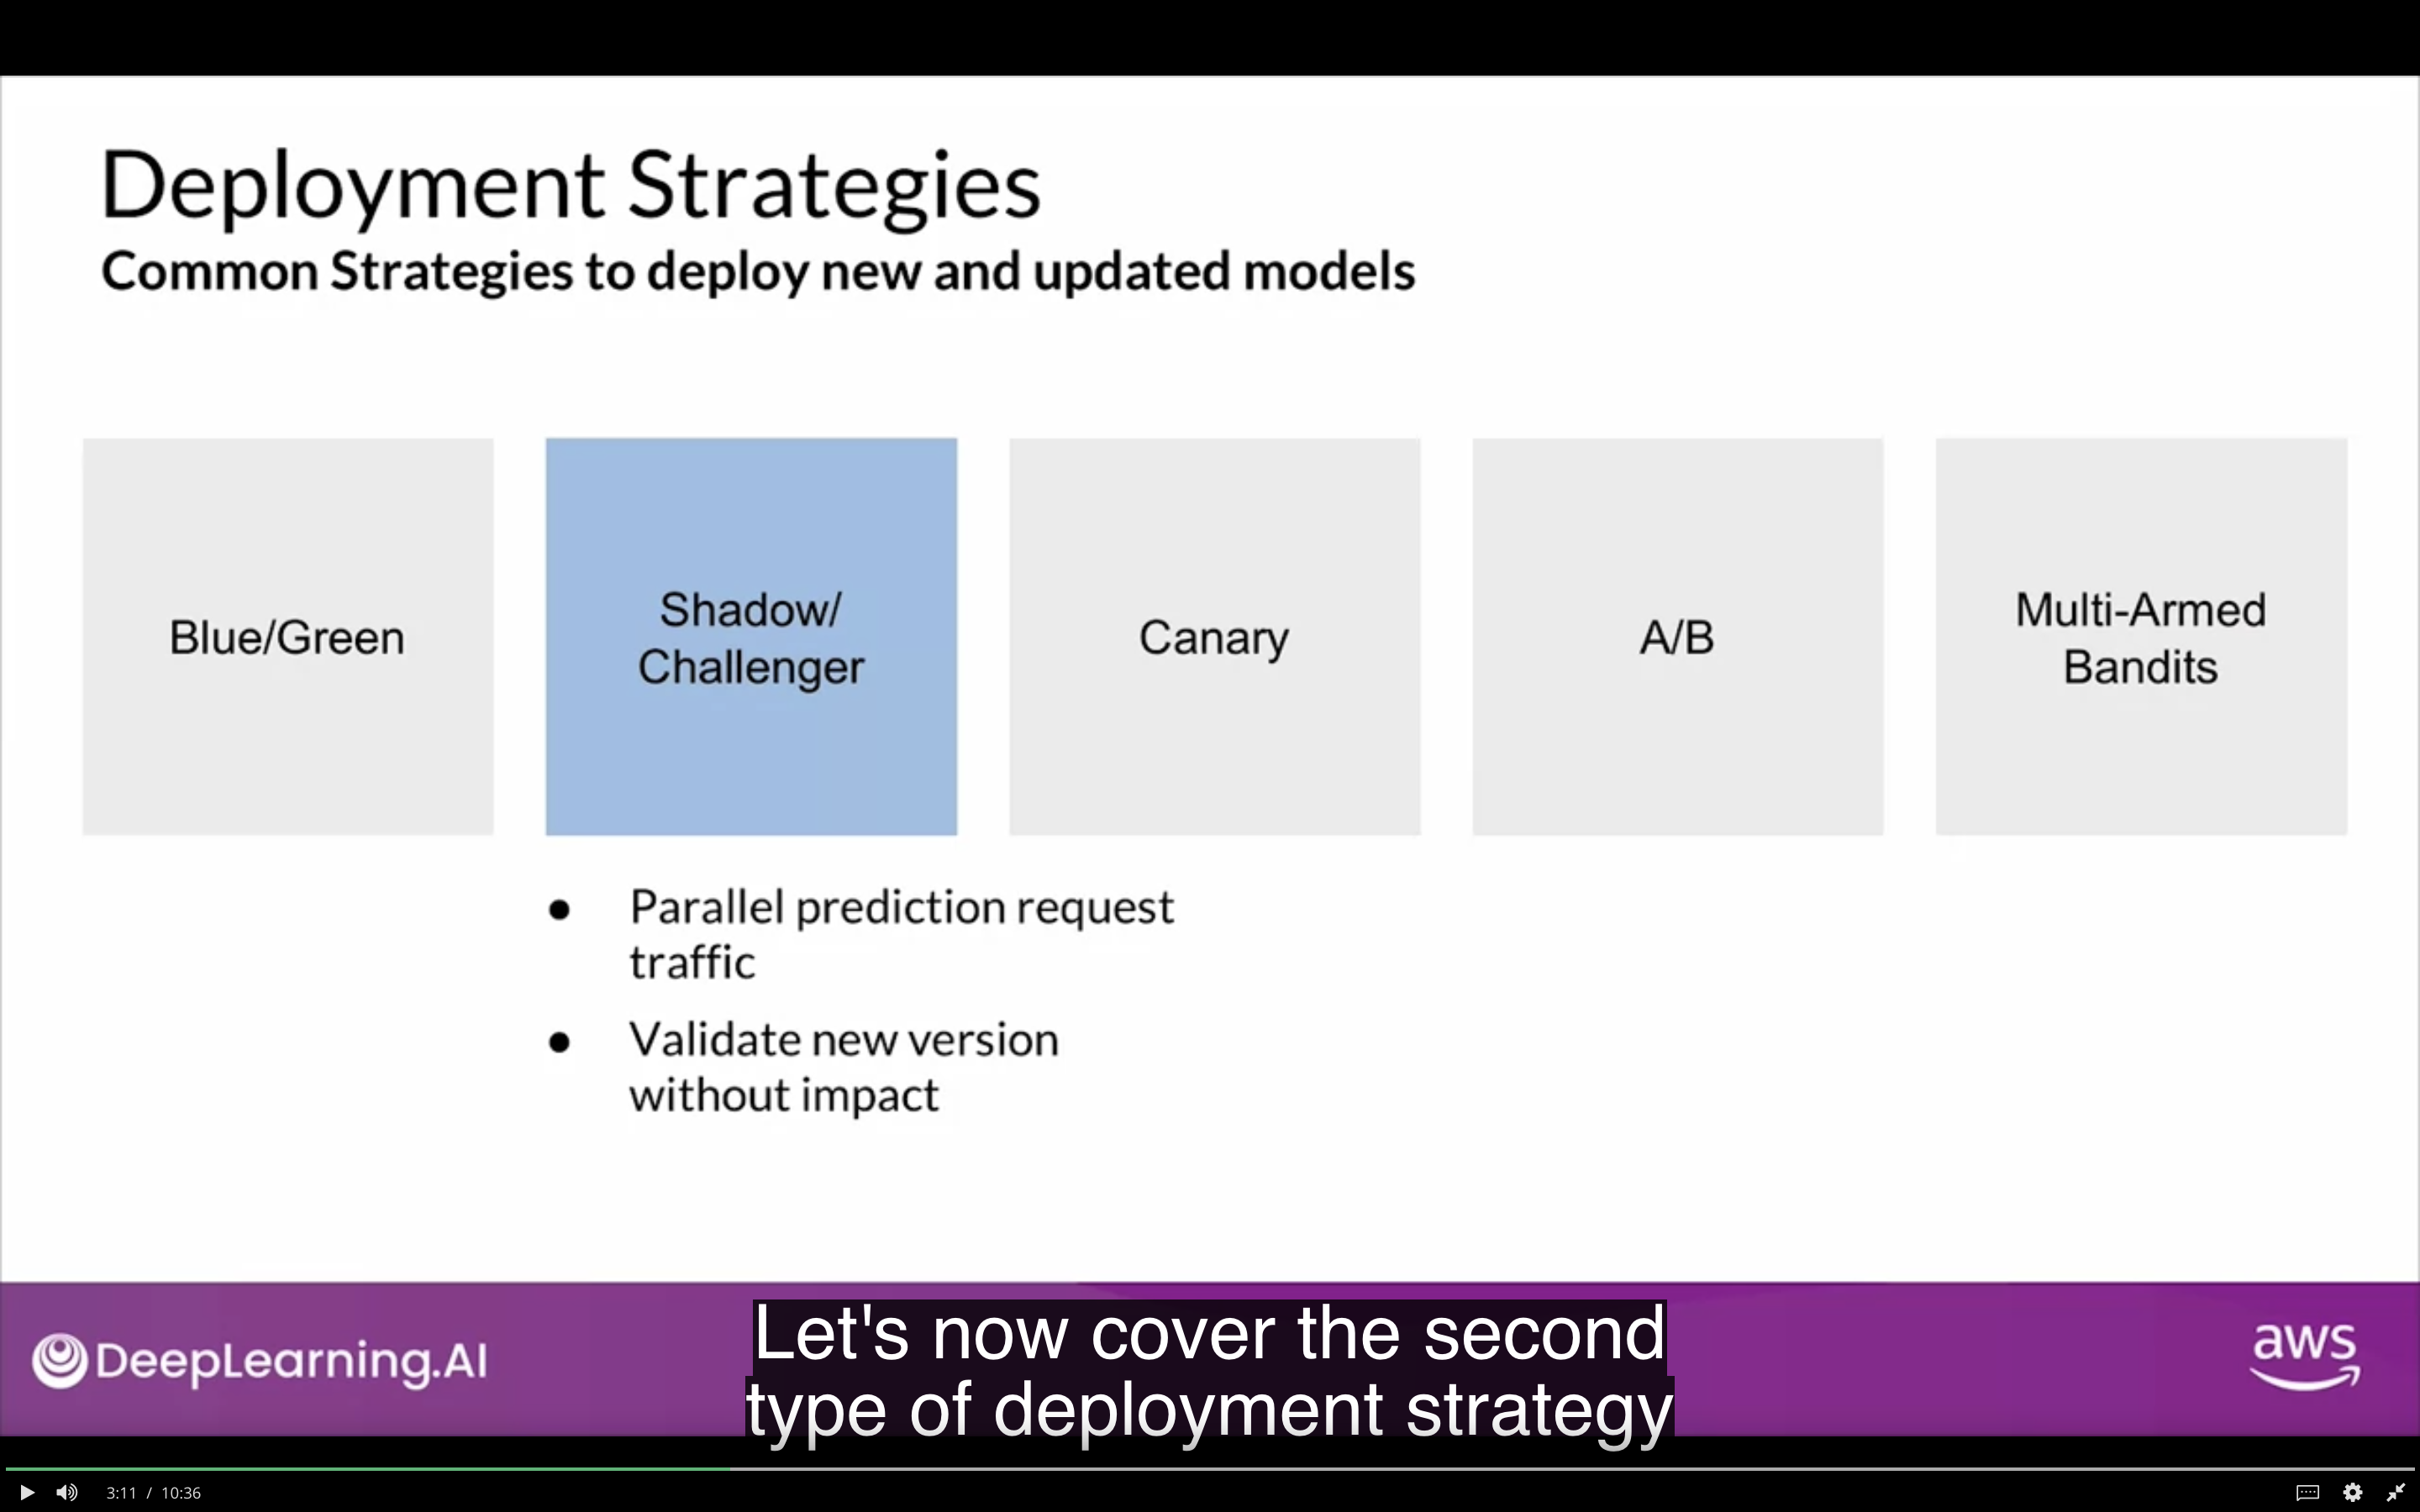 Deployment Strategies
Common Strategies to deploy new and updated models
Blue/Green
Shadow/
Challenger
Canary
A/B
Multi-Armed
Bandits
● Parallel prediction request
traffic
● Validate new version
without impact
DeepLearning.AI
Let's now cover the second
type of deployment strategy
aws
3:11 / 10:36